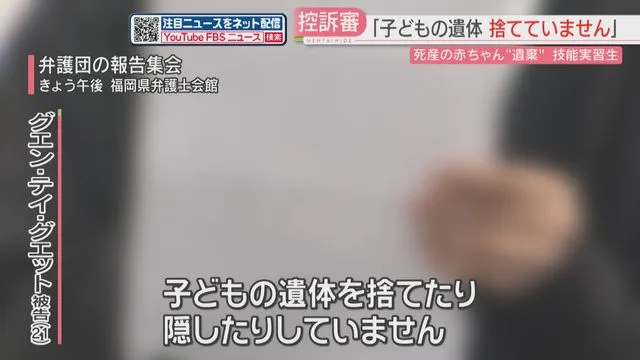 注目ニュースをネット配信
YouTube FBS ニュース 検索
控訴審
MENTAIWIDE
「子どもの遺体 捨てていません」
死産の赤ちゃん“遺棄” 技能実習生
弁護団の報告集会
きょう午後 福岡県弁護士会館
グエン・テイ・グエット被告(21)
子どもの遺体を捨てたり
隠したりしていません